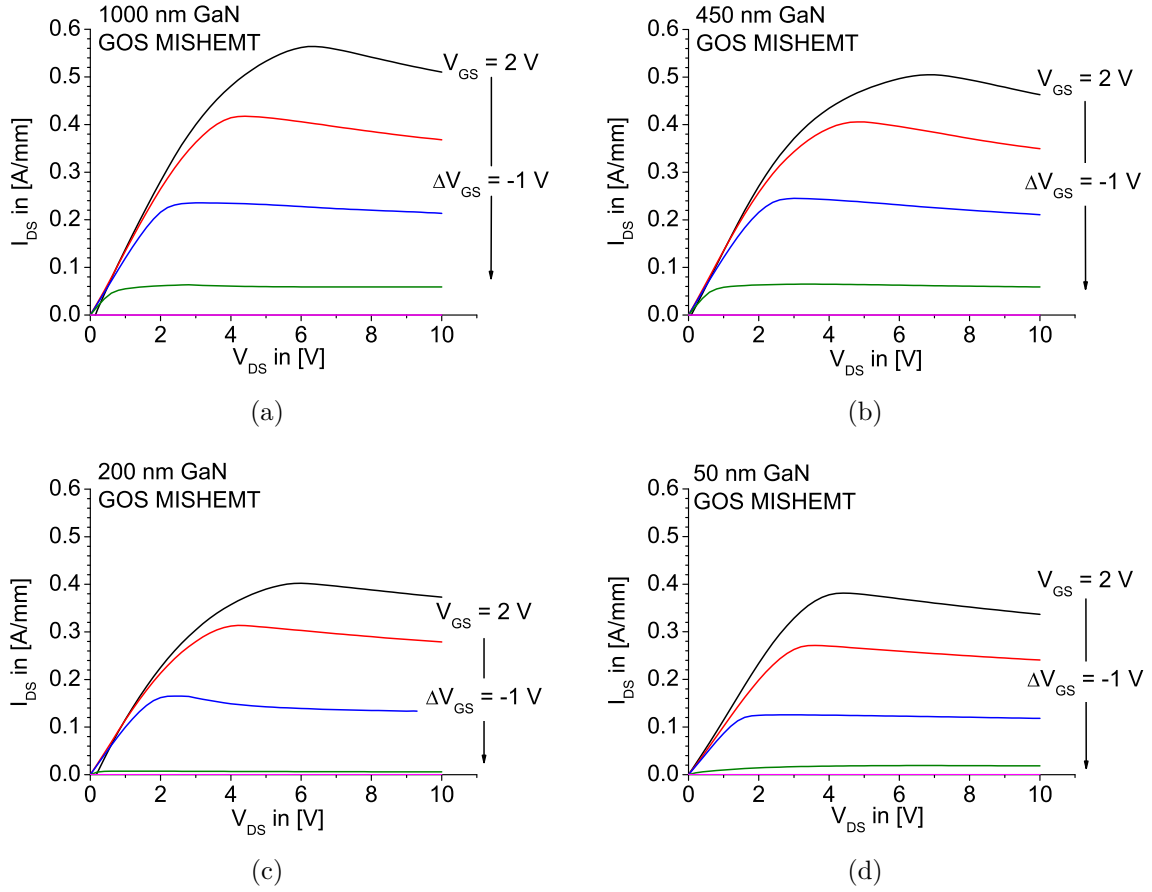 1000 nm GaN
GOS MISHEMT
0.6
0.5
0.4
0.3
0.2
0.1
0.0
I_DS in [A/mm]
V_GS = 2 V
ΔV_GS = -1 V
0 2 4 6 8 10
V_DS in [V]
(a)
450 nm GaN
GOS MISHEMT
0.6
0.5
0.4
0.3
0.2
0.1
0.0
I_DS in [A/mm]
V_GS = 2 V
ΔV_GS = -1 V
0 2 4 6 8 10
V_DS in [V]
(b)
200 nm GaN
GOS MISHEMT
0.6
0.5
0.4
0.3
0.2
0.1
0.0
I_DS in [A/mm]
V_GS = 2 V
ΔV_GS = -1 V
0 2 4 6 8 10
V_DS in [V]
(c)
50 nm GaN
GOS MISHEMT
0.6
0.5
0.4
0.3
0.2
0.1
0.0
I_DS in [A/mm]
V_GS = 2 V
ΔV_GS = -1 V
0 2 4 6 8 10
V_DS in [V]
(d)